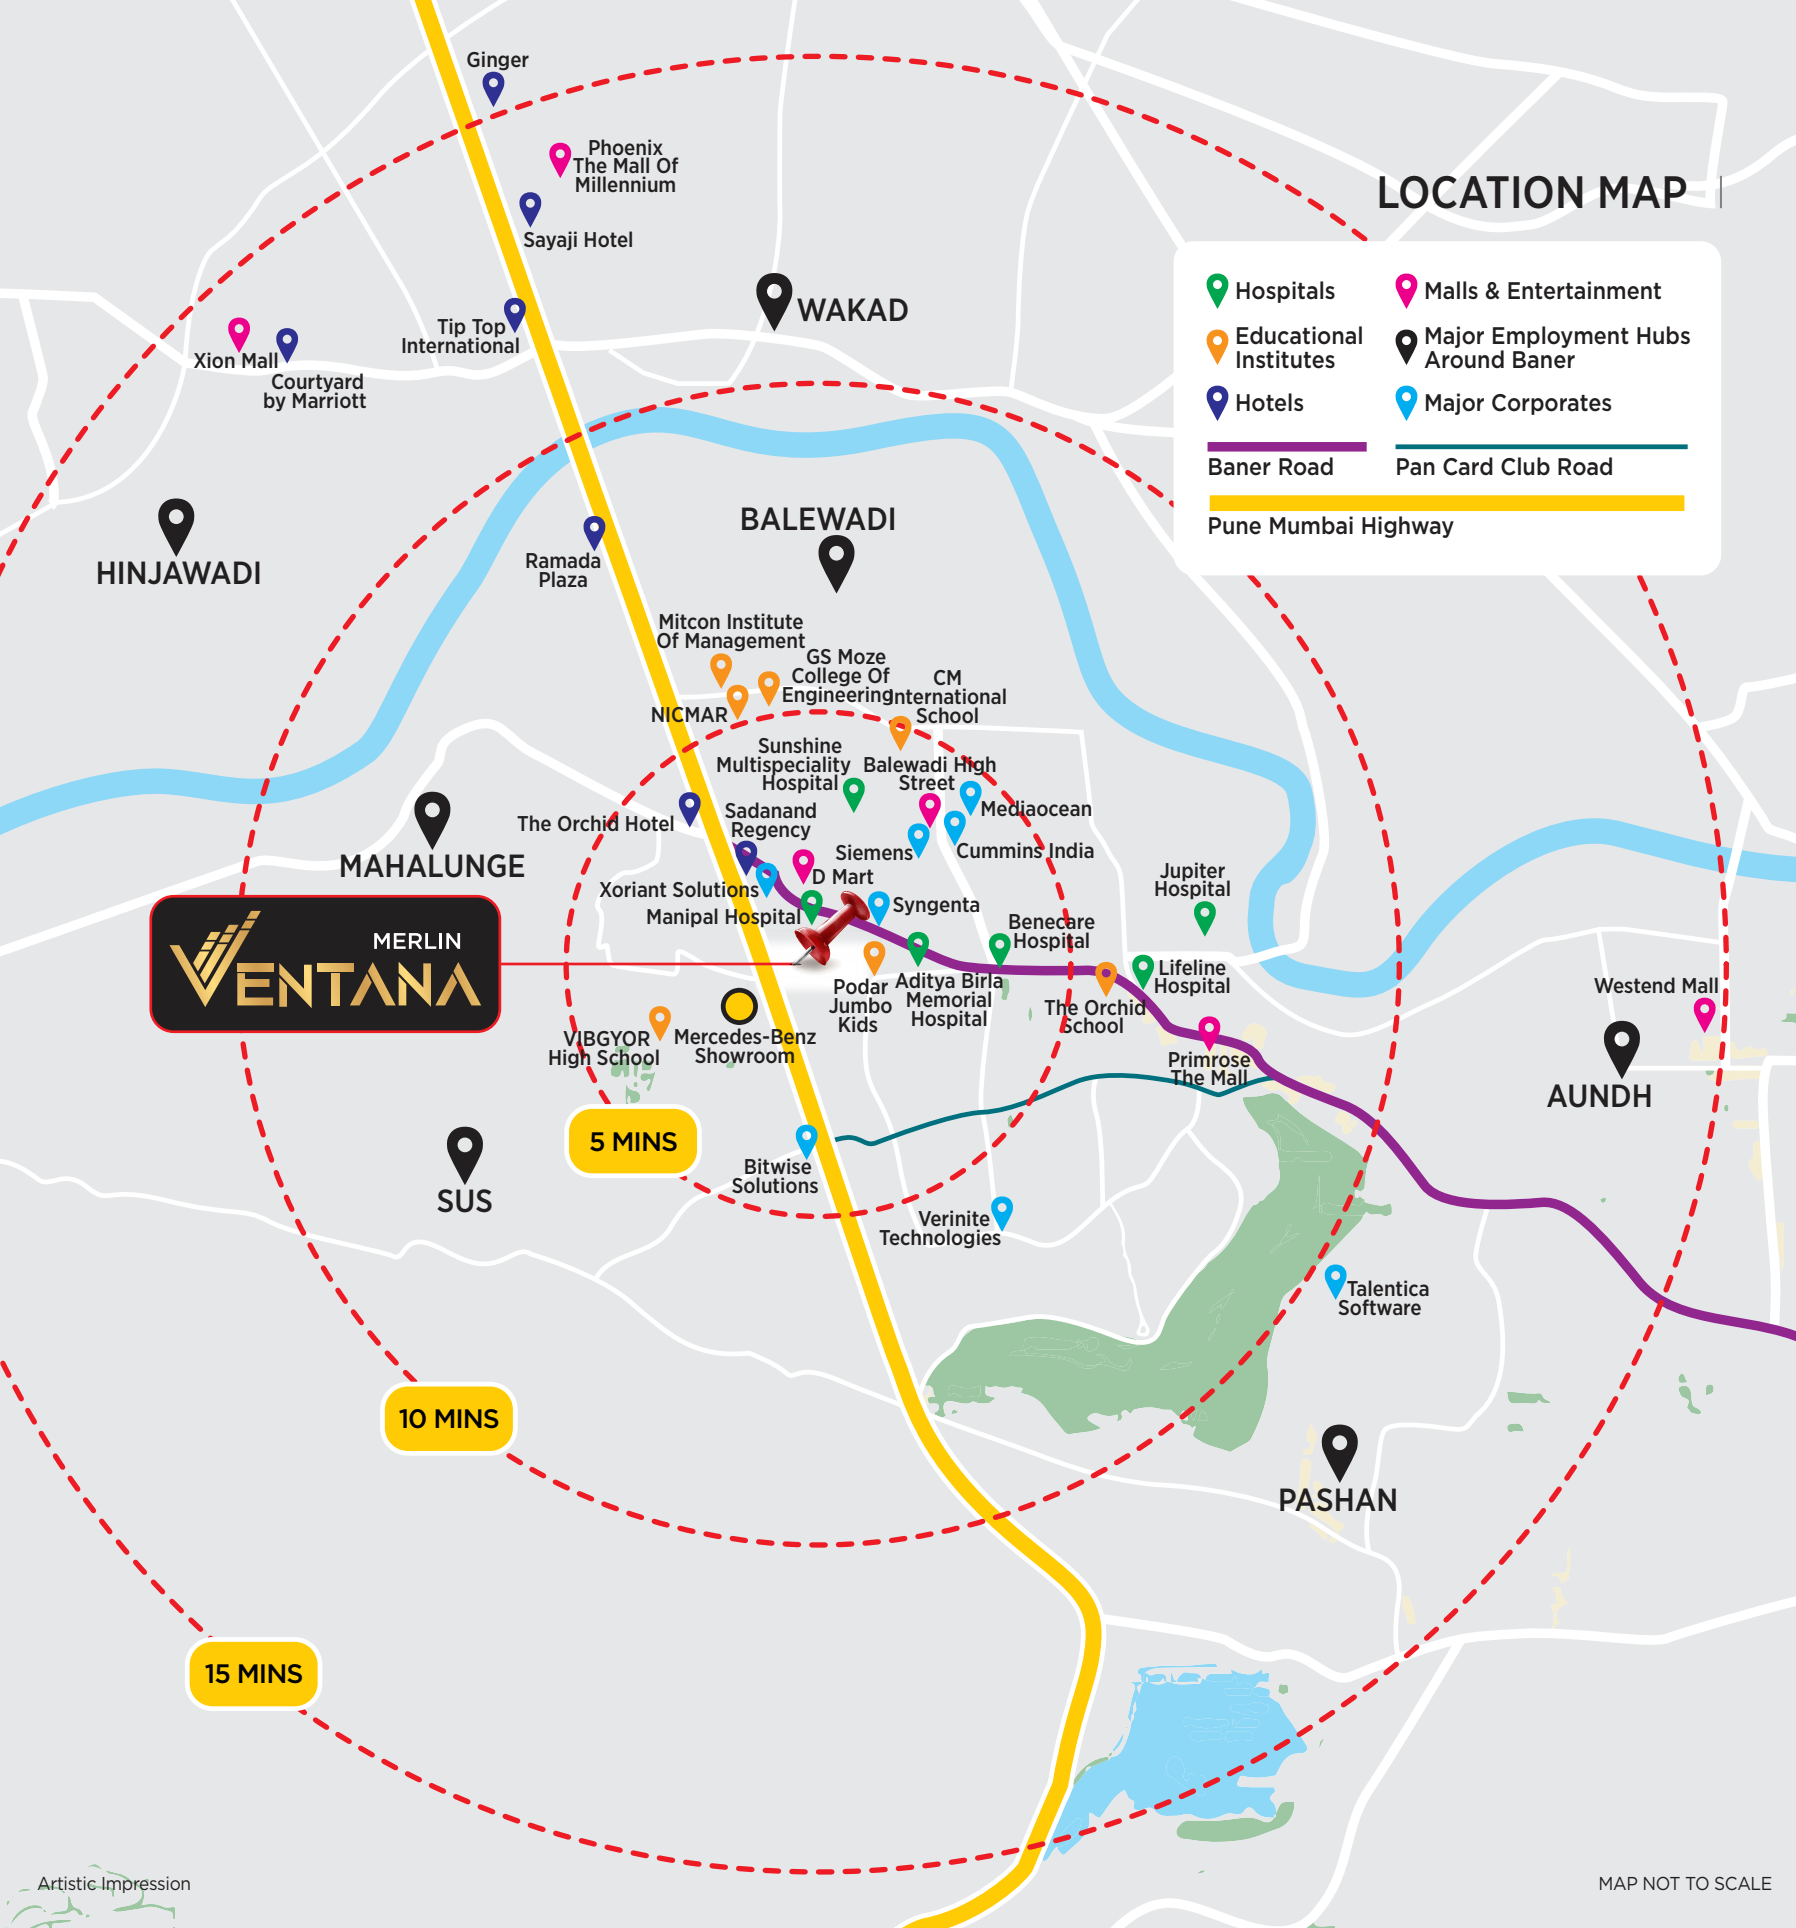 Ginger
Phoenix
The Mall Of
Millennium
Sayaji Hotel
LOCATION MAP
Hospitals
Malls & Entertainment
Educational
Institutes
Major Employment Hubs
Around Baner
Hotels
Major Corporates
Baner Road
Pan Card Club Road
Pune Mumbai Highway
WAKAD
Tip Top
International
Xion Mall
Courtyard
by Marriott
HINJAWADI
BALEWADI
Ramada
Plaza
Mitcon Institute
Of Management
GS Moze
College Of
Engineering
CM
International
School
NICMAR
Sunshine
Multispeciality
Hospital
Balewadi High
Street
Mediaocean
Sadanand
Regency
The Orchid Hotel
Siemens
Cummins India
MAHALUNGE
D Mart
Xoriant Solutions
Manipal Hospital
Syngenta
Jupiter
Hospital
Benecare
Hospital
MERLIN
VENTANA
Lifeline
Hospital
Podar
Jumbo
Kids
Aditya Birla
Memorial
Hospital
The Orchid
School
Westend Mall
VIBGYOR
High School
Mercedes-Benz
Showroom
Primrose
The Mall
AUNDH
5 MINS
Bitwise
Solutions
SUS
Verinite
Technologies
Talentica
Software
10 MINS
PASHAN
15 MINS
Artistic Impression
MAP NOT TO SCALE